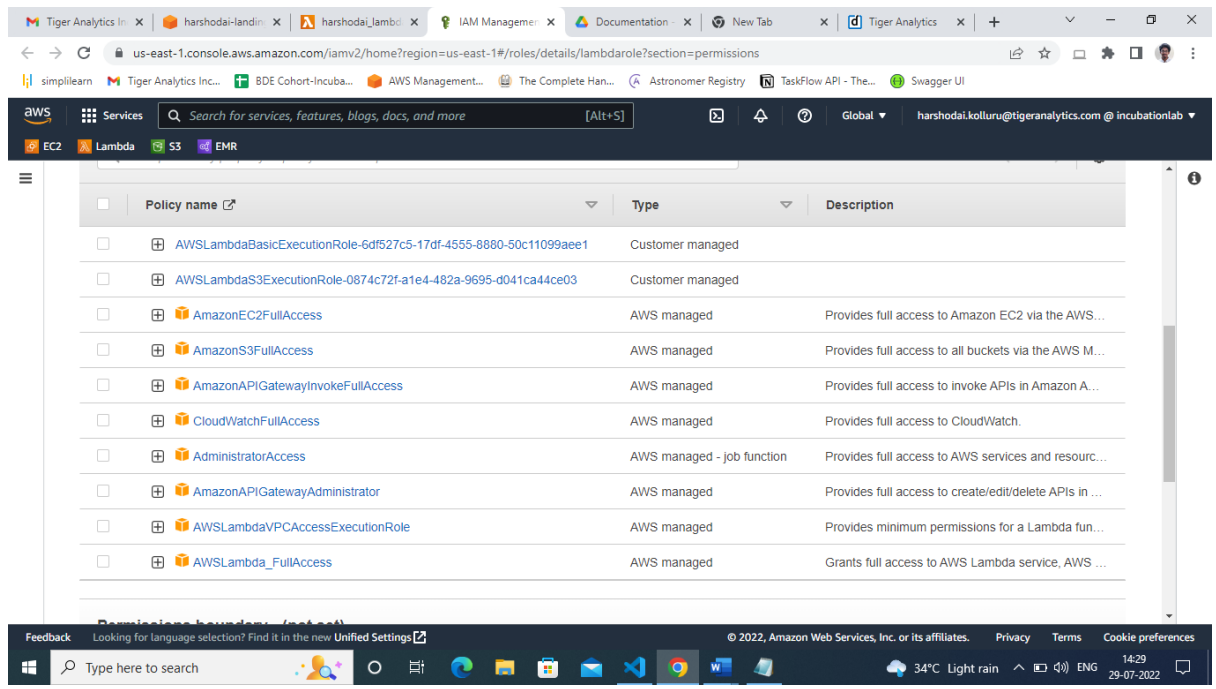 Tiger Analytics In
harshodai-landin
harshodai_lambd
IAM Managemen
Documentation -
New Tab
Tiger Analytics
us-east-1.console.aws.amazon.com/iamv2/home?region=us-east-1#/roles/details/lambdarole?section=permissions
simplilearn Tiger Analytics Inc... BDE Cohort-Incuba... AWS Management... The Complete Han... Astronomer Registry TaskFlow API - The... Swagger UI
aws Services Search for services, features, blogs, docs, and more [Alt+S] Global harshodai.kolluru@tigeranalytics.com @ incubationlab
EC2 Lambda S3 EMR
Policy name Type Description
AWSLambdaBasicExecutionRole-6df527c5-17df-4555-8880-50c11099aee1 Customer managed
AWSLambdaS3ExecutionRole-0874c72f-a1e4-482a-9695-d041ca44ce03 Customer managed
AmazonEC2FullAccess AWS managed Provides full access to Amazon EC2 via the AWS...
AmazonS3FullAccess AWS managed Provides full access to all buckets via the AWS M...
AmazonAPIGatewayInvokeFullAccess AWS managed Provides full access to invoke APIs in Amazon A...
CloudWatchFullAccess AWS managed Provides full access to CloudWatch.
AdministratorAccess AWS managed - job function Provides full access to AWS services and resourc...
AmazonAPIGatewayAdministrator AWS managed Provides full access to create/edit/delete APIs in ...
AWSLambdaVPCAccessExecutionRole AWS managed Provides minimum permissions for a Lambda fun...
AWSLambda_FullAccess AWS managed Grants full access to AWS Lambda service, AWS ...
Permissions boundary - (not set)
Feedback Looking for language selection? Find it in the new Unified Settings © 2022, Amazon Web Services, Inc. or its affiliates. Privacy Terms Cookie preferences
Type here to search 34°C Light rain ENG 14:29
29-07-2022